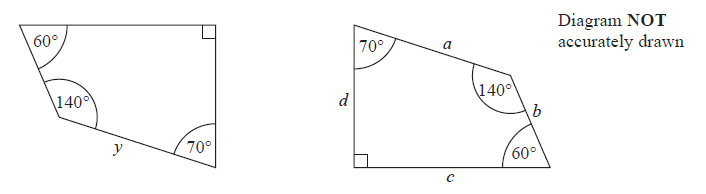 Diagram NOT
accurately drawn
60°
140°
70°
y
70°
a
140°
d
b
60°
c